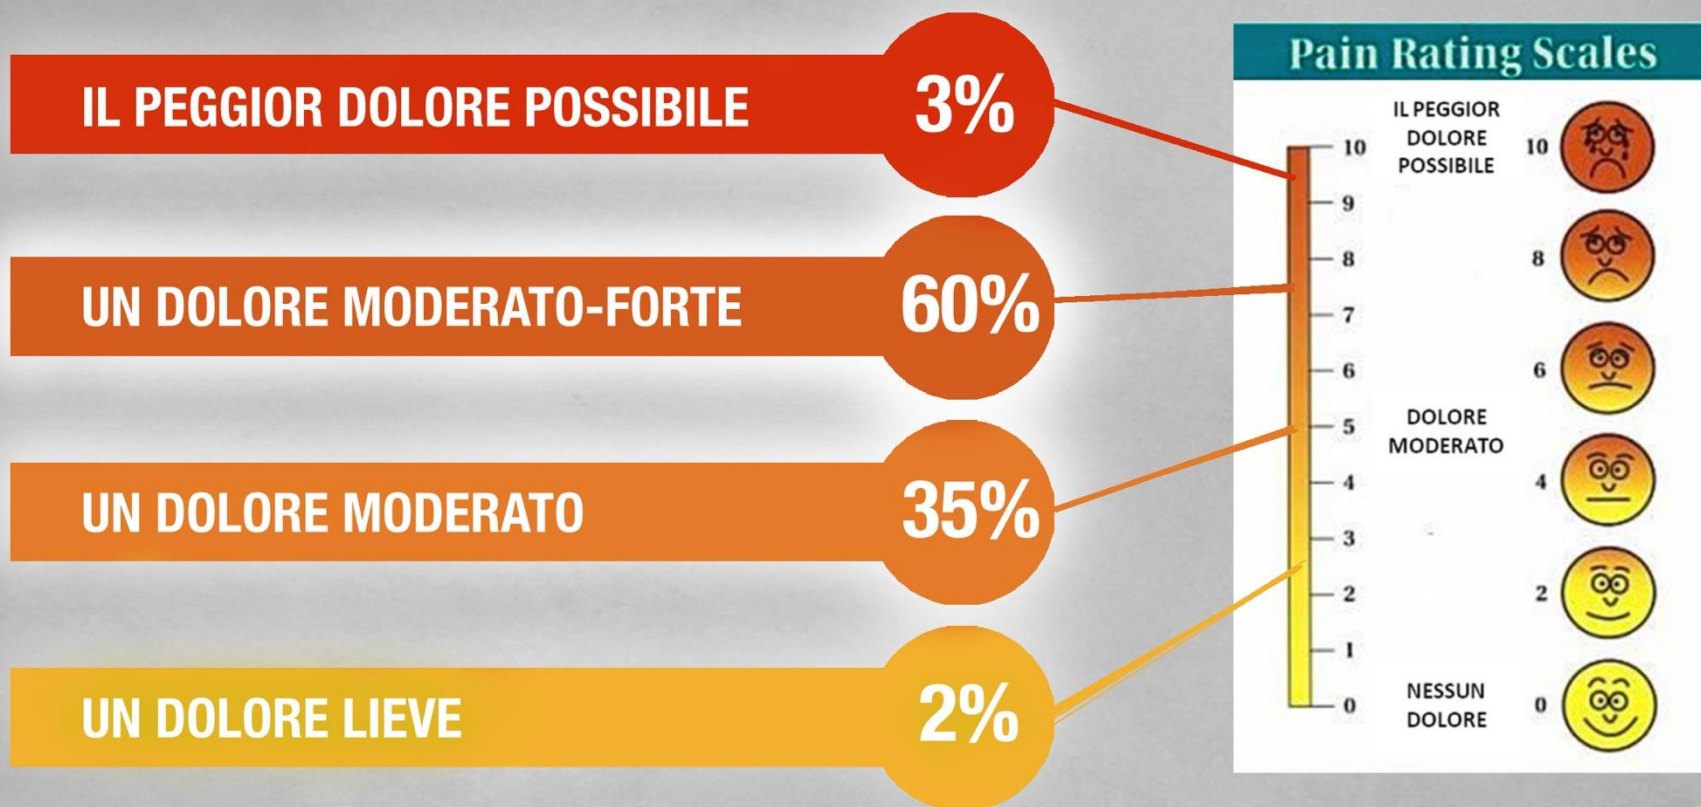 IL PEGGIOR DOLORE POSSIBILE 3%
UN DOLORE MODERATO-FORTE 60%
UN DOLORE MODERATO 35%
UN DOLORE LIEVE 2%
Pain Rating Scales
10
9
8
7
6
5
4
3
2
1
0
IL PEGGIOR
DOLORE
POSSIBILE
DOLORE
MODERATO
NESSUN
DOLORE
10
8
6
4
2
0